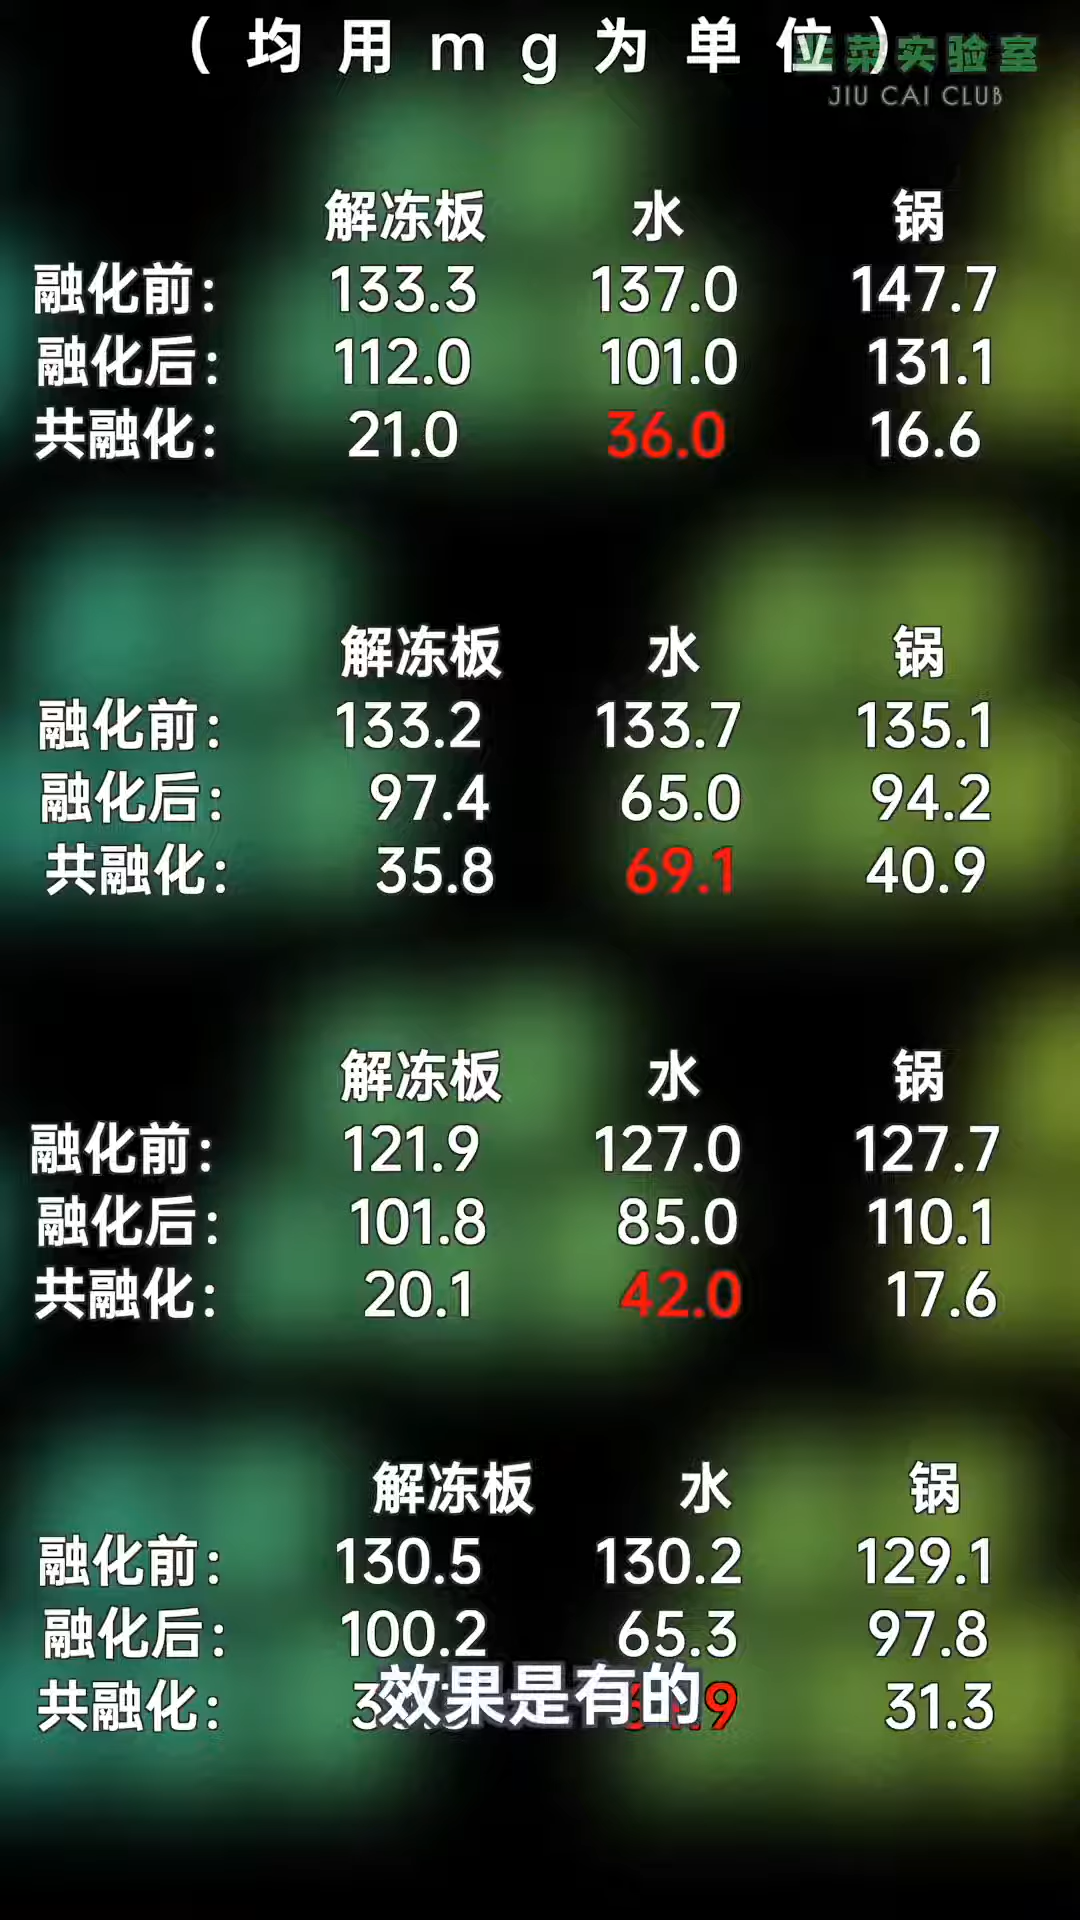 （均用mg为单位）
韭菜实验室
JIU CAI CLUB
解冻板 水 锅
融化前： 133.3 137.0 147.7
融化后： 112.0 101.0 131.1
共融化： 21.0 36.0 16.6
解冻板 水 锅
融化前： 133.2 133.7 135.1
融化后： 97.4 65.0 94.2
共融化： 35.8 69.1 40.9
解冻板 水 锅
融化前： 121.9 127.0 127.7
融化后： 101.8 85.0 110.1
共融化： 20.1 42.0 17.6
解冻板 水 锅
融化前： 130.5 130.2 129.1
融化后： 100.2 65.3 97.8
共融化： 31.3
效果是有的